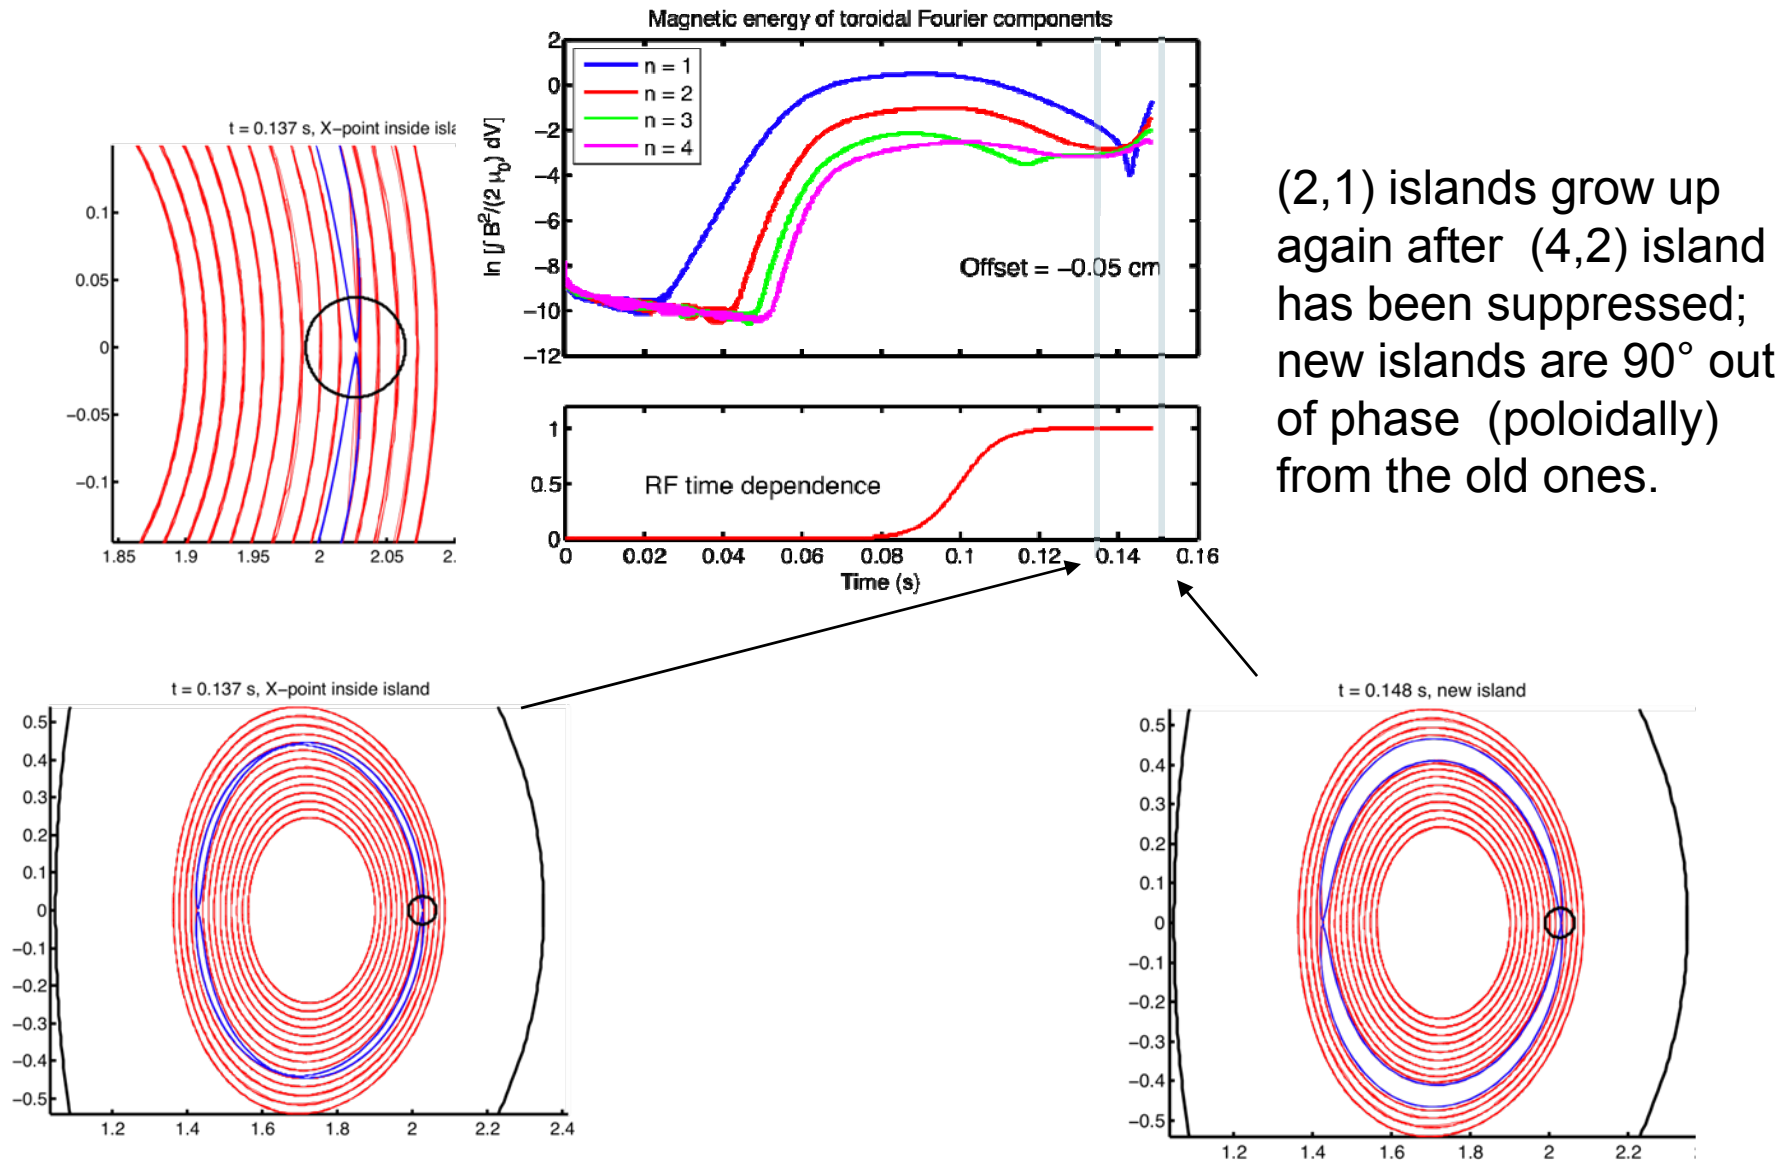 Magnetic energy of toroidal Fourier components
ln [∫ B²/(2 μ₀) dV]
2
0
−2
−4
−6
−8
−10
−12
n = 1
n = 2
n = 3
n = 4
Offset = −0.05 cm
1
0.5
0
RF time dependence
0 0.02 0.04 0.06 0.08 0.1 0.12 0.14 0.16
Time (s)
t = 0.137 s, X−point inside isla
0.1
0.05
0
−0.05
−0.1
1.85 1.9 1.95 2 2.05 2.
(2,1) islands grow up
again after (4,2) island
has been suppressed;
new islands are 90° out
of phase (poloidally)
from the old ones.
t = 0.137 s, X−point inside island
0.5
0.4
0.3
0.2
0.1
0
−0.1
−0.2
−0.3
−0.4
−0.5
1.2 1.4 1.6 1.8 2 2.2 2.4
t = 0.148 s, new island
0.5
0.4
0.3
0.2
0.1
0
−0.1
−0.2
−0.3
−0.4
−0.5
1.2 1.4 1.6 1.8 2